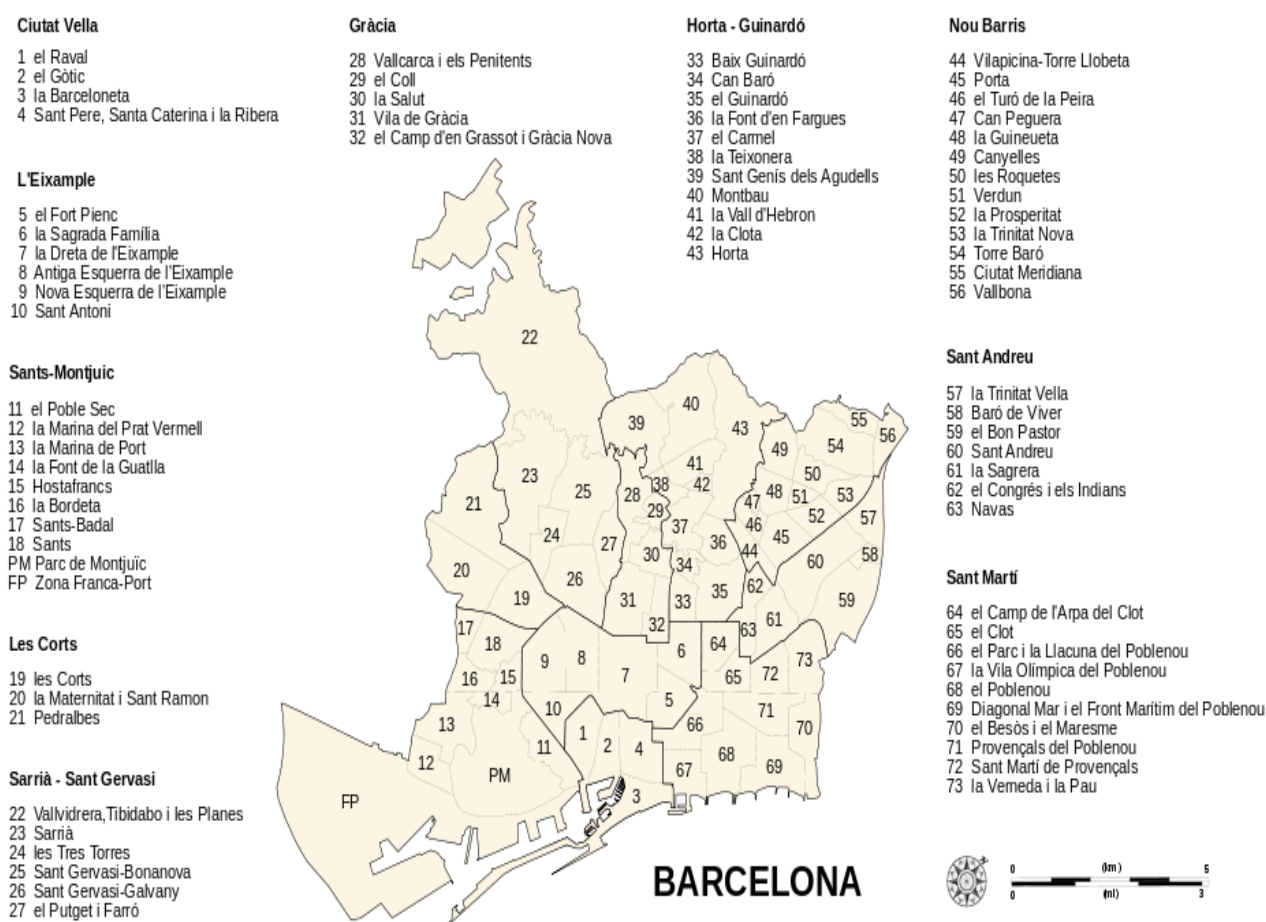 Ciutat Vella
1 el Raval
2 el Gòtic
3 la Barceloneta
4 Sant Pere, Santa Caterina i la Ribera
L'Eixample
5 el Fort Pienc
6 la Sagrada Família
7 la Dreta de l'Eixample
8 Antiga Esquerra de l'Eixample
9 Nova Esquerra de l'Eixample
10 Sant Antoni
Sants-Montjuic
11 el Poble Sec
12 la Marina del Prat Vermell
13 la Marina de Port
14 la Font de la Guatlla
15 Hostafrancs
16 la Bordeta
17 Sants-Badal
18 Sants
PM Parc de Montjuïc
FP Zona Franca-Port
Les Corts
19 les Corts
20 la Maternitat i Sant Ramon
21 Pedralbes
Sarrià - Sant Gervasi
22 Vallvidrera,Tibidabo i les Planes
23 Sarrià
24 les Tres Torres
25 Sant Gervasi-Bonanova
26 Sant Gervasi-Galvany
27 el Putget i Farró
Gràcia
28 Vallcarca i els Penitents
29 el Coll
30 la Salut
31 Vila de Gràcia
32 el Camp d'en Grassot i Gràcia Nova
Horta - Guinardó
33 Baix Guinardó
34 Can Baró
35 el Guinardó
36 la Font d'en Fargues
37 el Carmel
38 la Teixonera
39 Sant Genís dels Agudells
40 Montbau
41 la Vall d'Hebron
42 la Clota
43 Horta
Nou Barris
44 Vilapicina-Torre Llobeta
45 Porta
46 el Turó de la Peira
47 Can Peguera
48 la Guineueta
49 Canyelles
50 les Roquetes
51 Verdun
52 la Prosperitat
53 la Trinitat Nova
54 Torre Baró
55 Ciutat Meridiana
56 Vallbona
Sant Andreu
57 la Trinitat Vella
58 Baró de Viver
59 el Bon Pastor
60 Sant Andreu
61 la Sagrera
62 el Congrés i els Indians
63 Navas
Sant Martí
64 el Camp de l'Arpa del Clot
65 el Clot
66 el Parc i la Llacuna del Poblenou
67 la Vila Olímpica del Poblenou
68 el Poblenou
69 Diagonal Mar i el Front Marítim del Poblenou
70 el Besòs i el Maresme
71 Provençals del Poblenou
72 Sant Martí de Provençals
73 la Verneda i la Pau
22
40
39 43 55 56
49 54
23 25 41 50
21 28 38 42 48 51 53
29 47 52 57
24 27 37 46 45
30 36 44 60 58
20 26 34
19 31 33 35 62 59
17 32 63 61
18 6 64
9 8 73
16 15 7 65 72
14 10 5 71
13 66 70
11 1 2 4 68
12 67 69
PM
FP 3
BARCELONA
N
0 (km) 5
0 (mi) 3